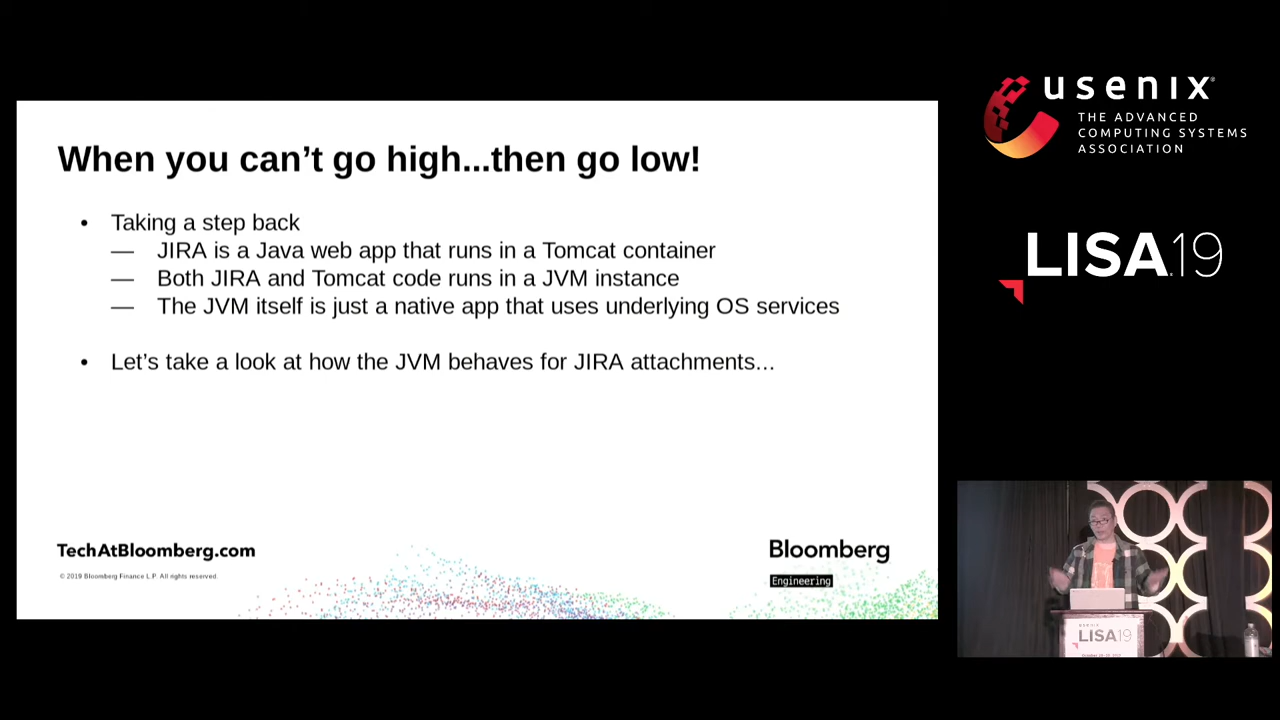 When you can’t go high...then go low!
• Taking a step back
— JIRA is a Java web app that runs in a Tomcat container
— Both JIRA and Tomcat code runs in a JVM instance
— The JVM itself is just a native app that uses underlying OS services
• Let’s take a look at how the JVM behaves for JIRA attachments...
TechAtBloomberg.com
© 2019 Bloomberg Finance L.P. All rights reserved.
Bloomberg
Engineering
usenix
THE ADVANCED
COMPUTING SYSTEMS
ASSOCIATION
LISA19
usenix
LISA19